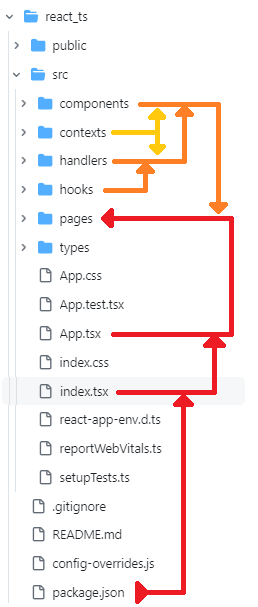 react_ts
public
src
components
contexts
handlers
hooks
pages
types
App.css
App.test.tsx
App.tsx
index.css
index.tsx
react-app-env.d.ts
reportWebVitals.ts
setupTests.ts
.gitignore
README.md
config-overrides.js
package.json